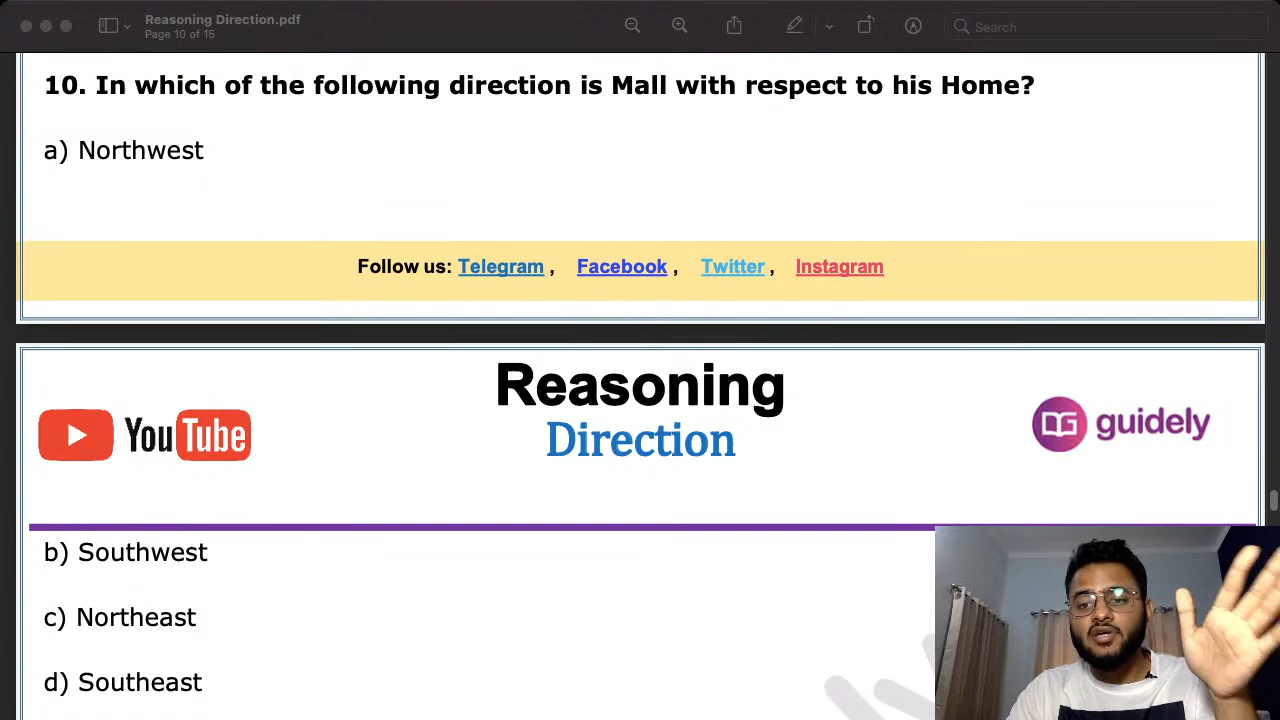 Reasoning Direction.pdf
Page 10 of 15
Search
10. In which of the following direction is Mall with respect to his Home?
a) Northwest
Follow us: Telegram , Facebook , Twitter , Instagram
Reasoning
Direction
YouTube
guidely
b) Southwest
c) Northeast
d) Southeast